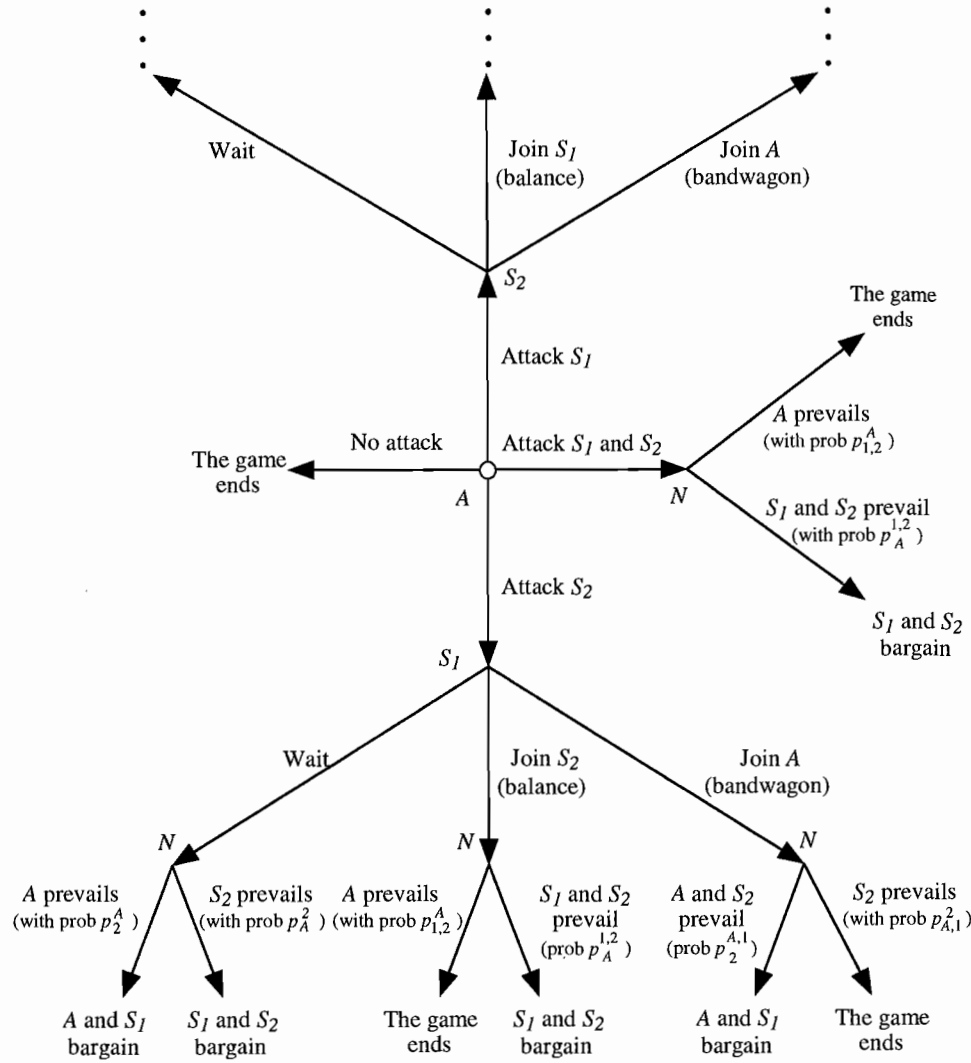 Wait
Join S1
(balance)
Join A
(bandwagon)
S2
The game
ends
Attack S1
A prevails
(with prob p^A_{1,2})
No attack
Attack S1 and S2
The game
ends
A
N
S1 and S2 prevail
(with prob p^{1,2}_A)
Attack S2
S1 and S2
bargain
S1
Wait
Join S2
(balance)
Join A
(bandwagon)
N
N
N
A prevails
(with prob p^A_2)
S2 prevails
(with prob p^2_A)
A prevails
(with prob p^A_{1,2})
S1 and S2
prevail
(prob p^{1,2}_A)
A and S2
prevail
(prob p^{A,1}_2)
S2 prevails
(with prob p^2_{A,1})
A and S1
bargain
S1 and S2
bargain
The game
ends
S1 and S2
bargain
A and S1
bargain
The game
ends